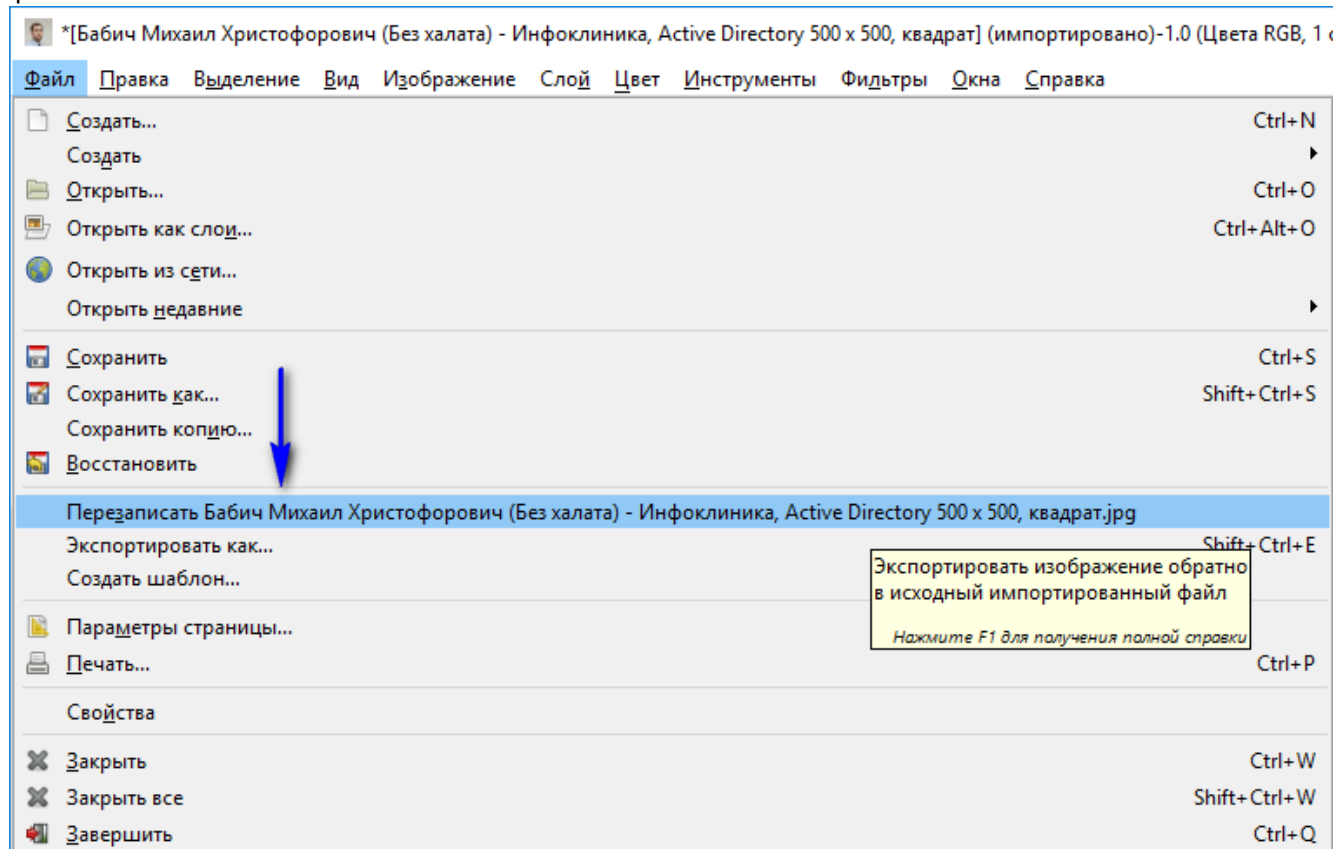 *[Бабич Михаил Христофорович (Без халата) - Инфоклиника, Active Directory 500 x 500, квадрат] (импортировано)-1.0 (Цвета RGB, 1
Файл Правка Выделение Вид Изображение Слой Цвет Инструменты Фильтры Окна Справка
Создать... Ctrl+N
Создать
Открыть... Ctrl+O
Открыть как слои... Ctrl+Alt+O
Открыть из сети...
Открыть недавние
Сохранить Ctrl+S
Сохранить как... Shift+Ctrl+S
Сохранить копию...
Восстановить
Перезаписать Бабич Михаил Христофорович (Без халата) - Инфоклиника, Active Directory 500 x 500, квадрат.jpg
Экспортировать как... Shift+Ctrl+E
Экспортировать изображение обратно
Создать шаблон...
в исходный импортированный файл
Параметры страницы...
Нажмите F1 для получения полной справки
Печать... Ctrl+P
Свойства
Закрыть Ctrl+W
Закрыть все Shift+Ctrl+W
Завершить Ctrl+Q